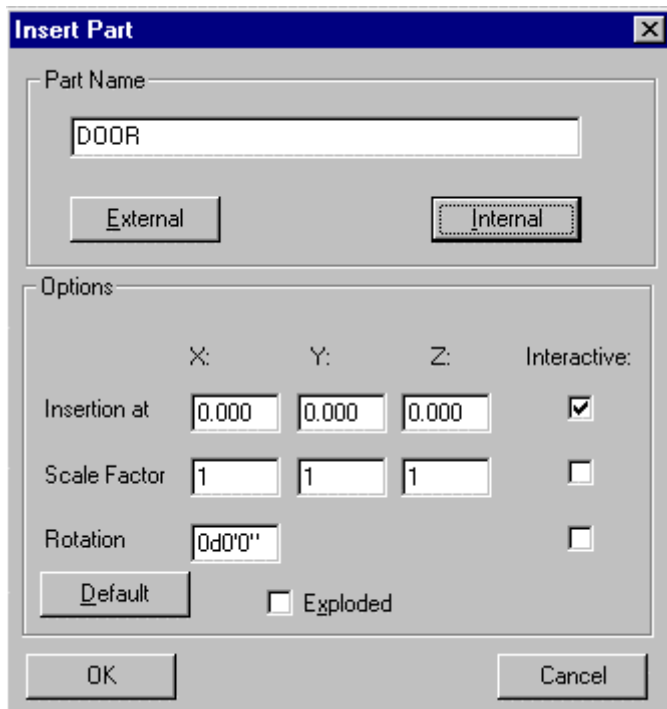 Insert Part
Part Name
DOOR
External Internal
Options
X: Y: Z: Interactive:
Insertion at 0.000 0.000 0.000
Scale Factor 1 1 1
Rotation 0d0'0"
Default Exploded
OK Cancel